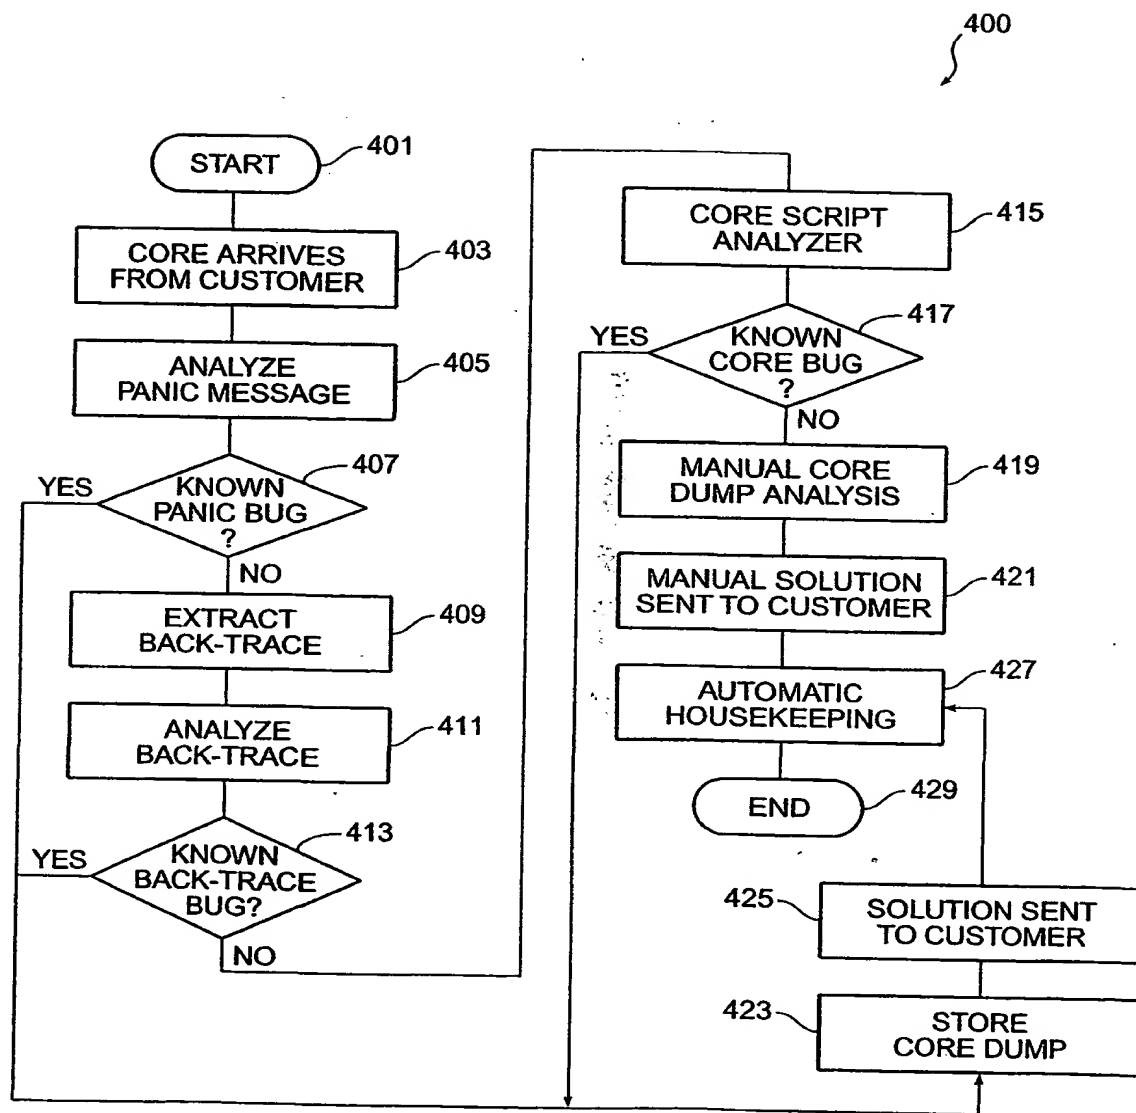 400
START
401
CORE ARRIVES
FROM CUSTOMER
403
ANALYZE
PANIC MESSAGE
405
YES
KNOWN
PANIC BUG
?
407
NO
EXTRACT
BACK-TRACE
409
ANALYZE
BACK-TRACE
411
YES
KNOWN
BACK-TRACE
BUG?
413
NO
CORE SCRIPT
ANALYZER
415
YES
KNOWN
CORE BUG
?
417
NO
MANUAL CORE
DUMP ANALYSIS
419
MANUAL SOLUTION
SENT TO CUSTOMER
421
AUTOMATIC
HOUSEKEEPING
427
END
429
425
SOLUTION SENT
TO CUSTOMER
423
STORE
CORE DUMP